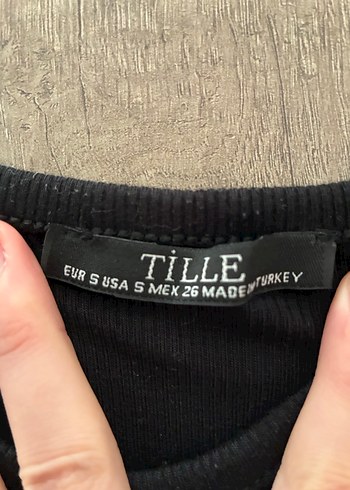 TİLLE
EUR S USA S MEX 26 MADE IN TURKEY